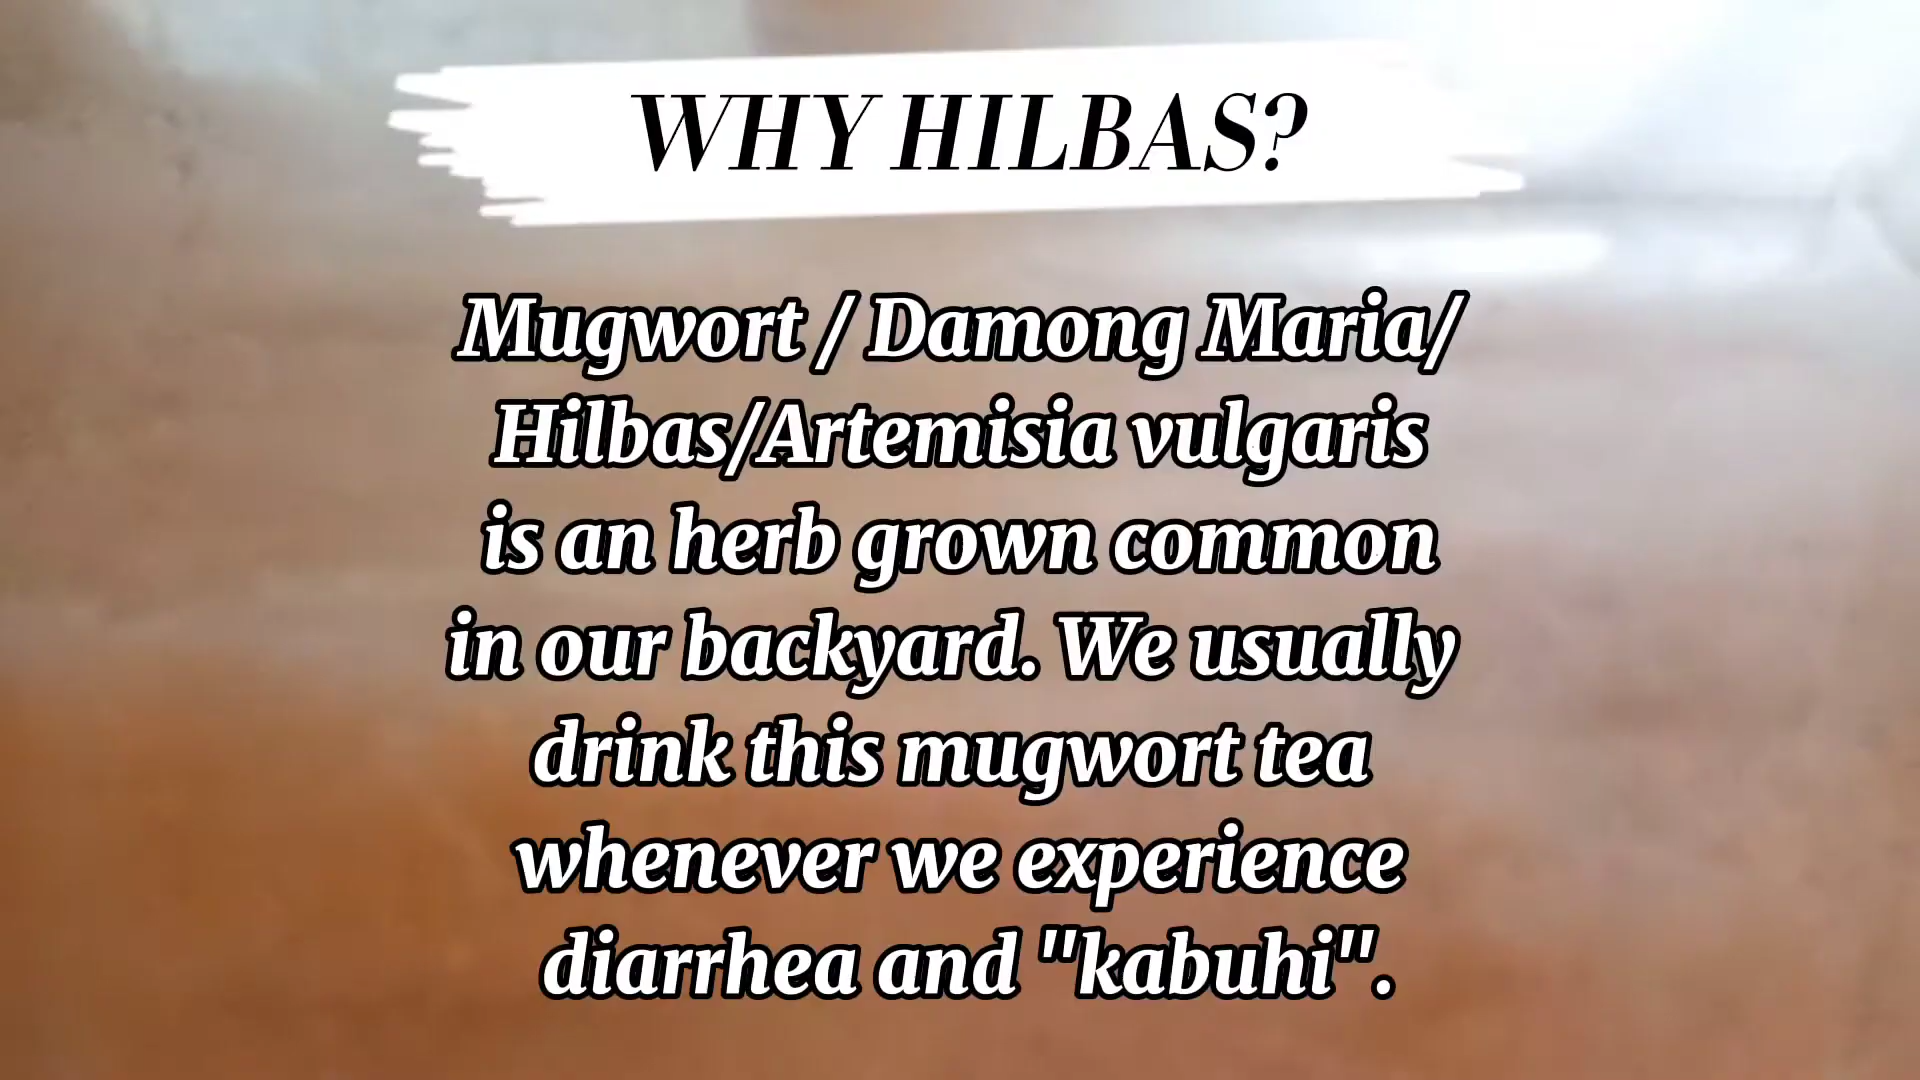 WHY HILBAS?
Mugwort / Damong Maria/
Hilbas/Artemisia vulgaris
is an herb grown common
in our backyard. We usually
drink this mugwort tea
whenever we experience
diarrhea and "kabuhi".